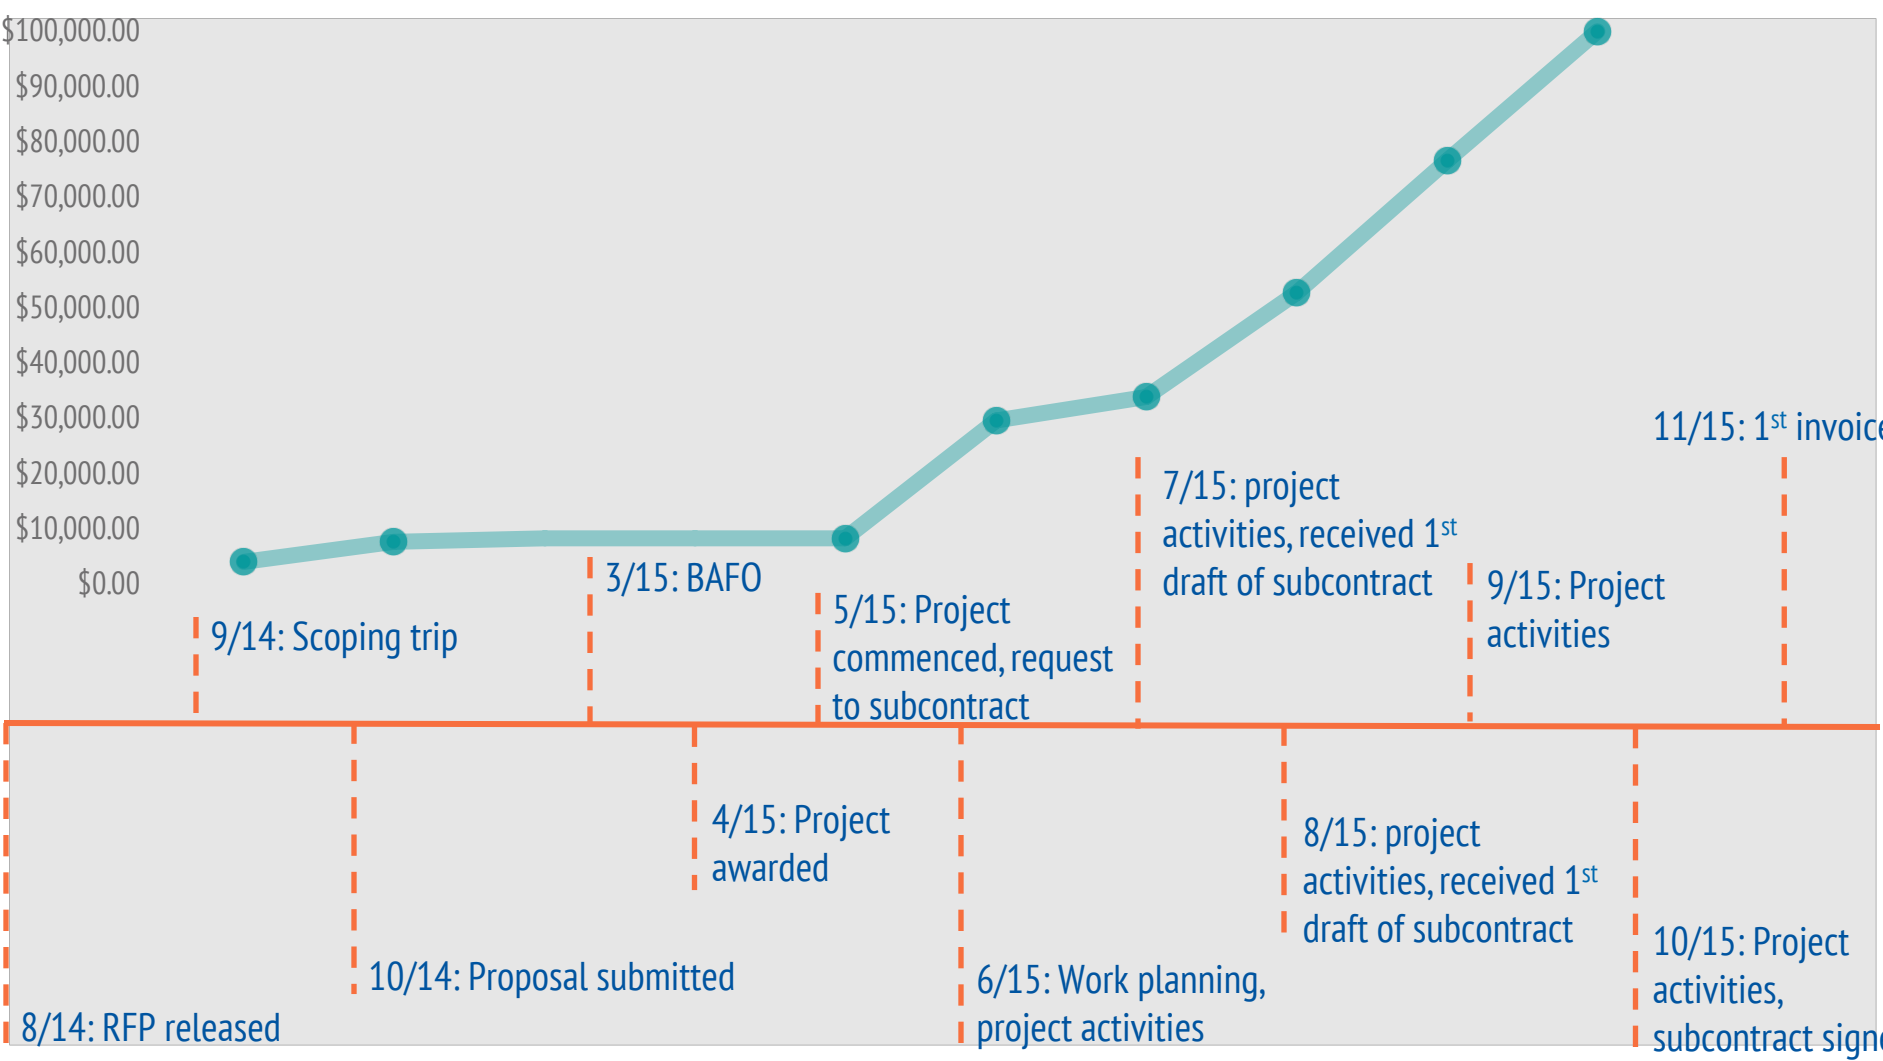 $100,000.00
$90,000.00
$80,000.00
$70,000.00
$60,000.00
$50,000.00
$40,000.00
$30,000.00
$20,000.00
$10,000.00
$0.00
9/14: Scoping trip
3/15: BAFO
5/15: Project
commenced, request
to subcontract
7/15: project
activities, received 1st
draft of subcontract
9/15: Project
activities
11/15: 1st invoice
8/14: RFP released
10/14: Proposal submitted
4/15: Project
awarded
6/15: Work planning,
project activities
8/15: project
activities, received 1st
draft of subcontract
10/15: Project
activities,
subcontract signe